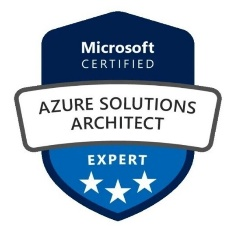 Microsoft
CERTIFIED
AZURE SOLUTIONS
ARCHITECT
EXPERT